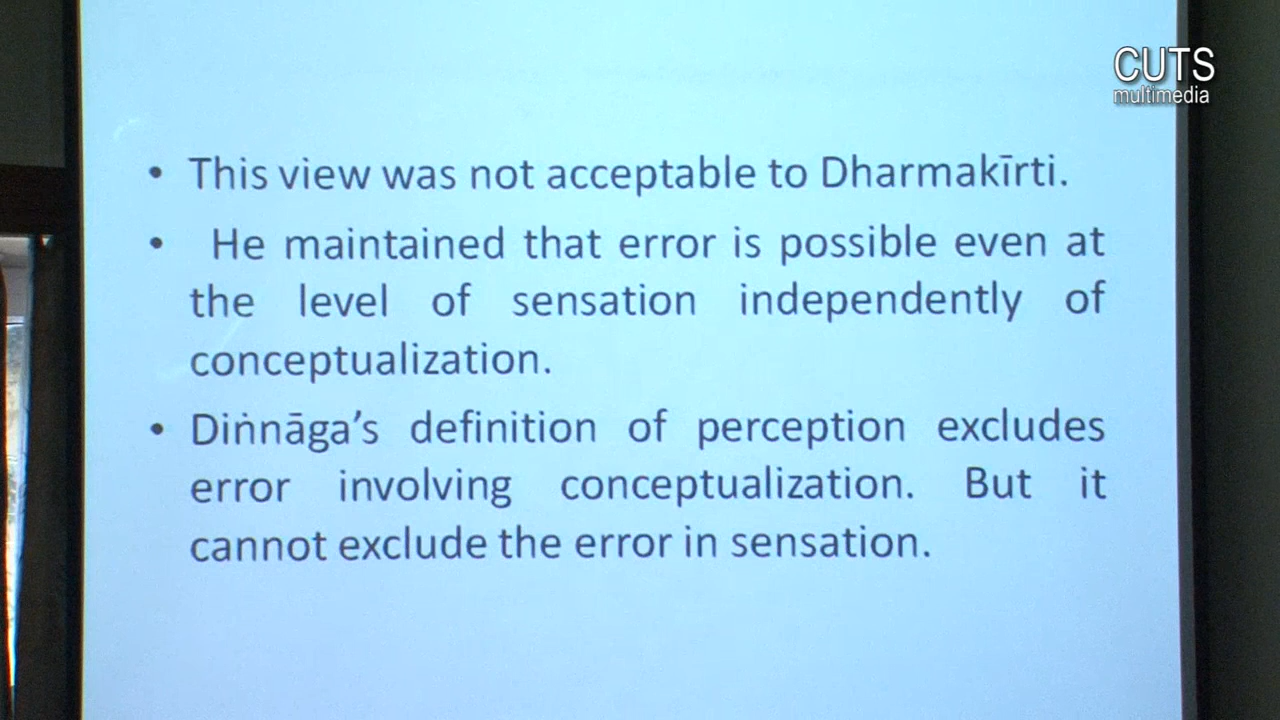 CUTS
multimedia
• This view was not acceptable to Dharmakīrti.
• He maintained that error is possible even at
the level of sensation independently of
conceptualization.
• Diṅnāga’s definition of perception excludes
error involving conceptualization. But it
cannot exclude the error in sensation.